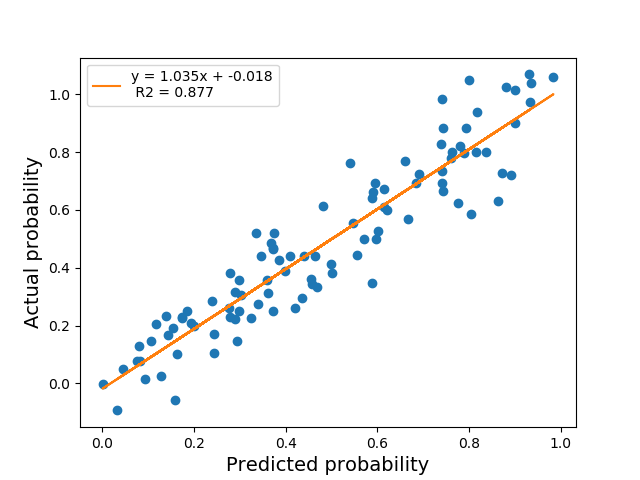 y = 1.035x + -0.018
R2 = 0.877
Actual probability
1.0
0.8
0.6
0.4
0.2
0.0
0.0 0.2 0.4 0.6 0.8 1.0
Predicted probability